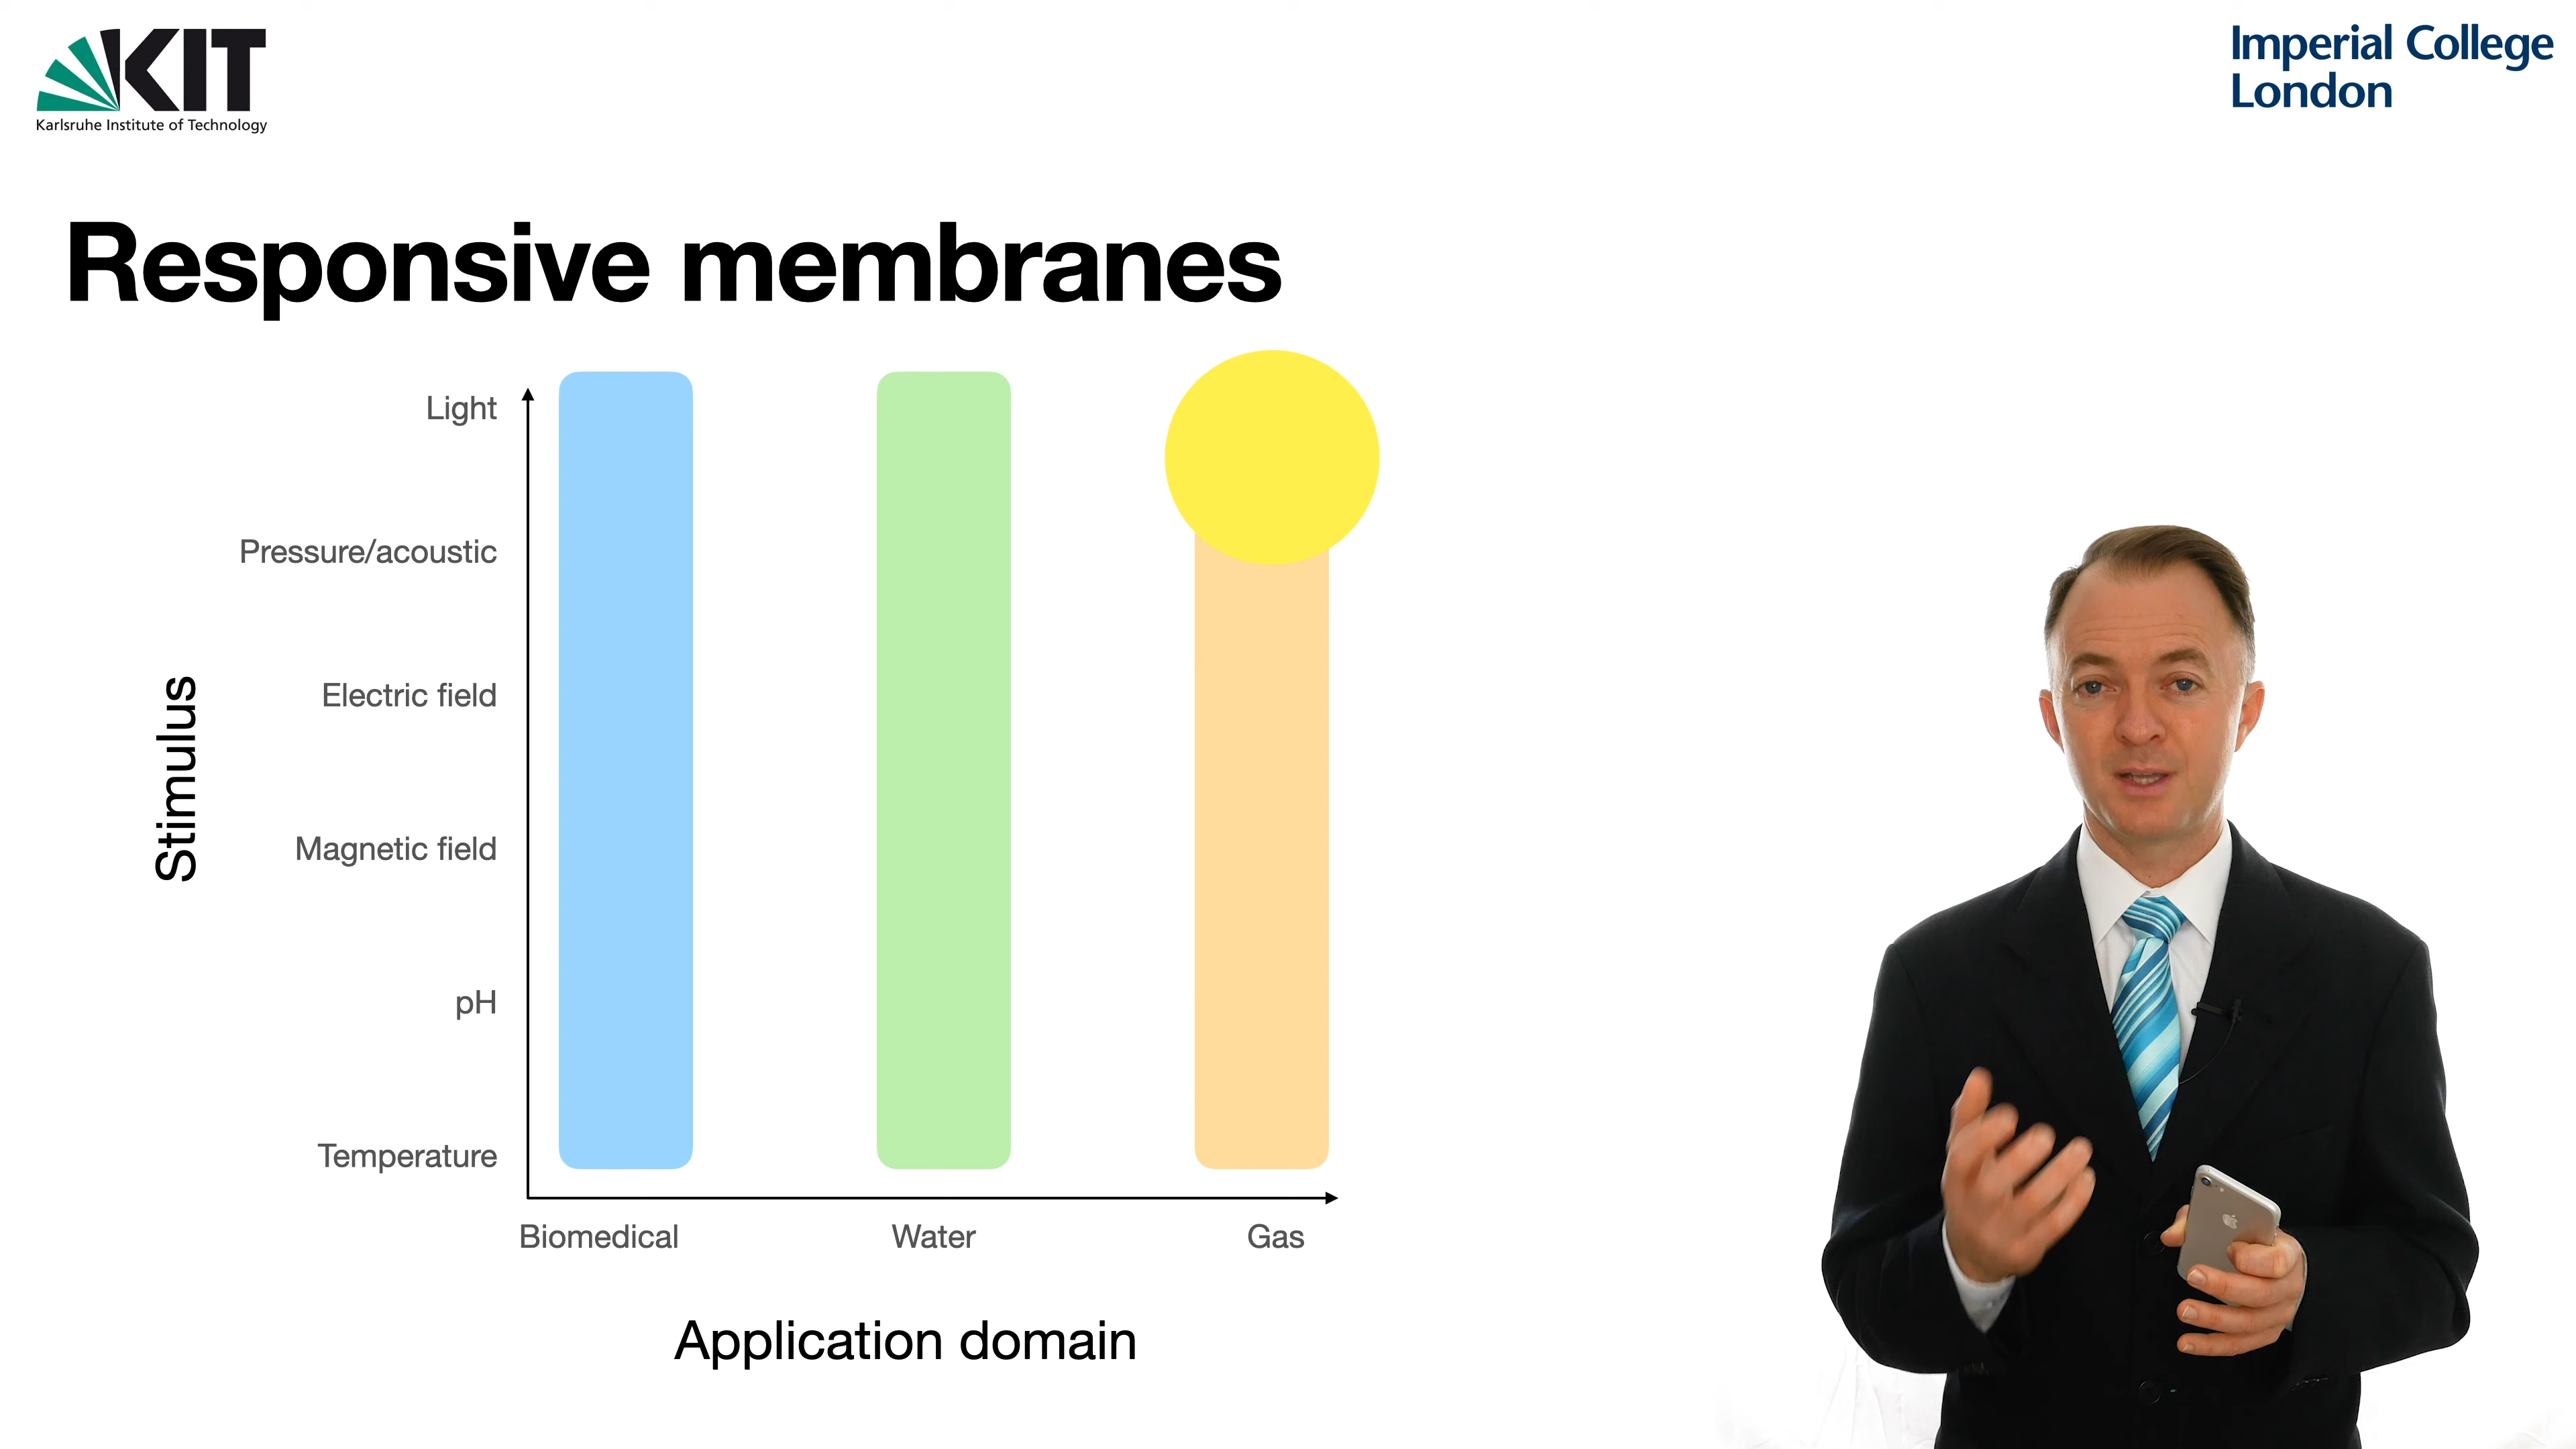 KIT
Karlsruhe Institute of Technology
Imperial College
London
Responsive membranes
Light
Pressure/acoustic
Electric field
Magnetic field
pH
Temperature
Stimulus
Biomedical
Water
Gas
Application domain